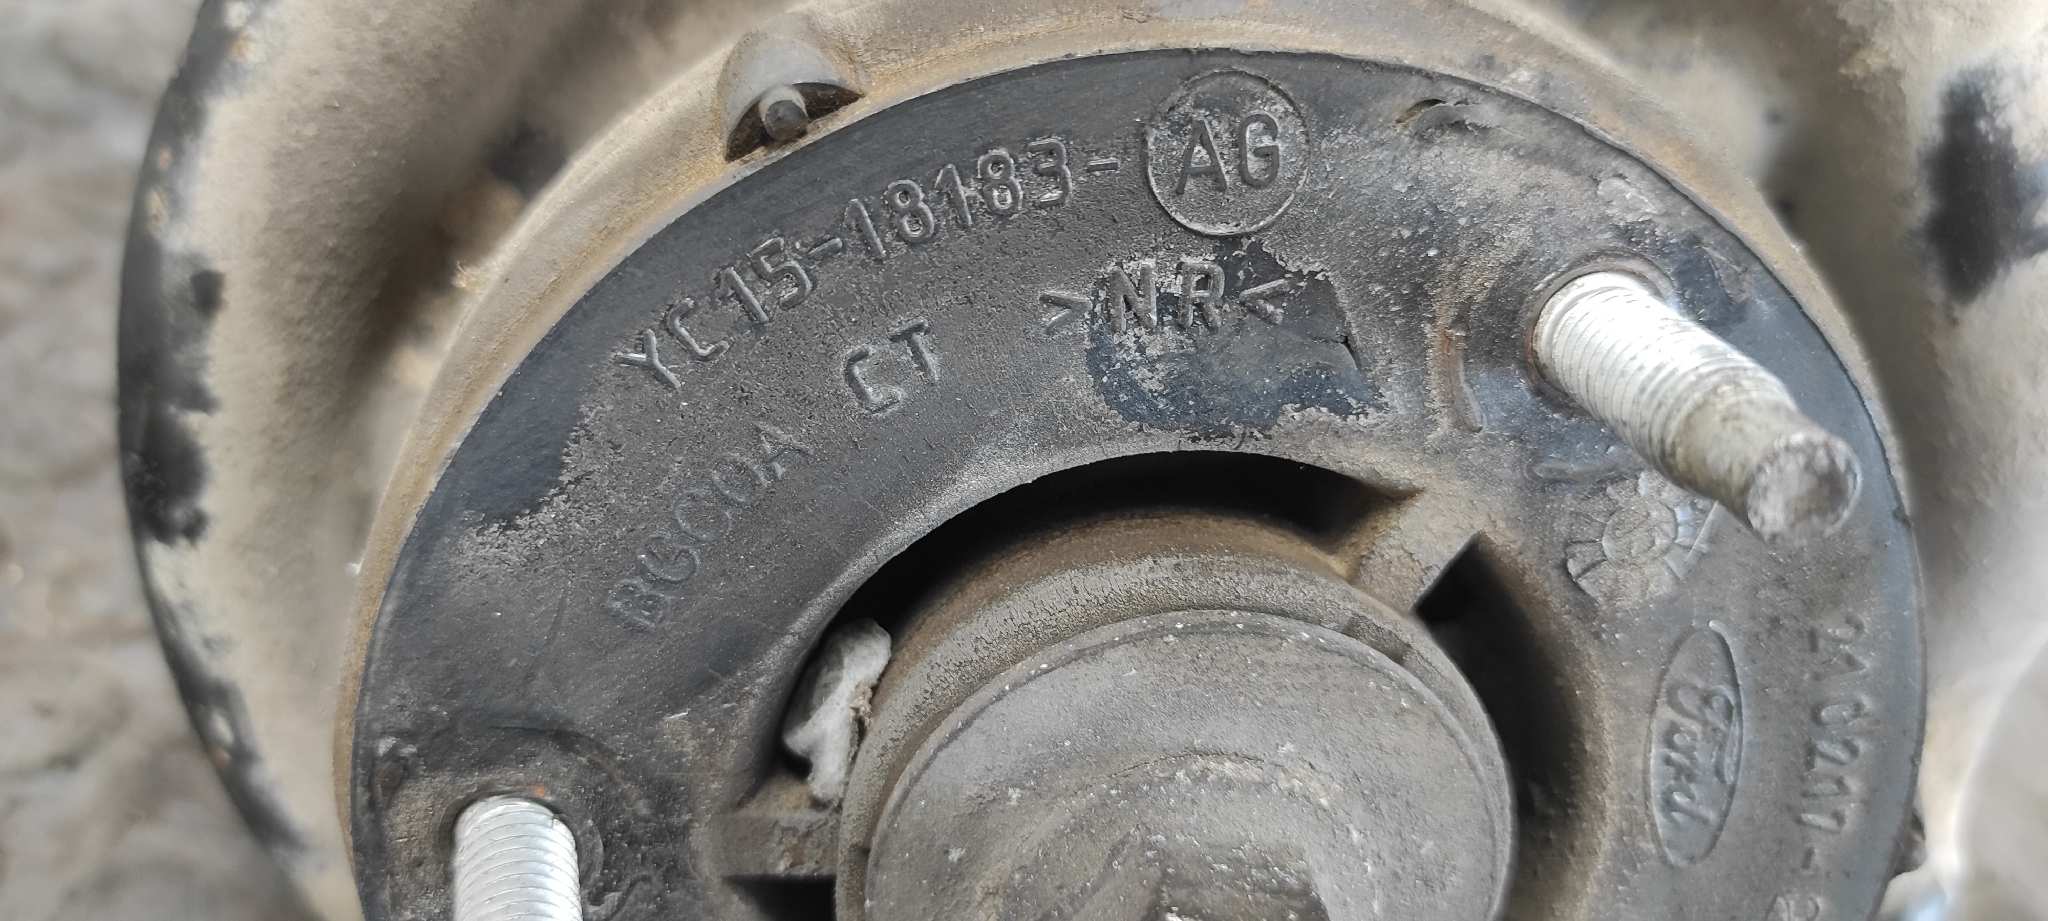 YC15-18183-AG
CT >NR<
BG00A
Ford